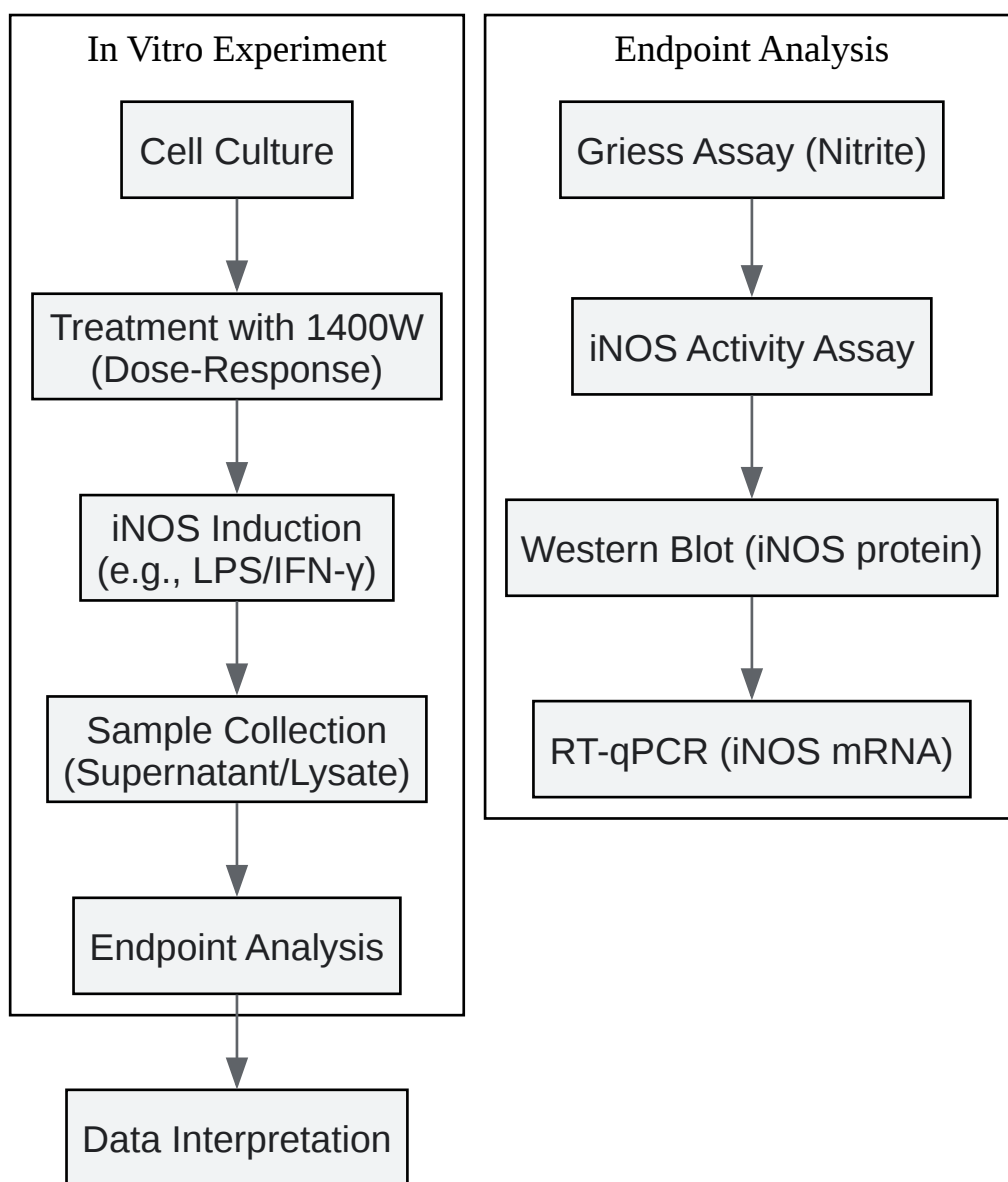 In Vitro Experiment
Cell Culture
Treatment with 1400W
(Dose-Response)
iNOS Induction
(e.g., LPS/IFN-γ)
Sample Collection
(Supernatant/Lysate)
Endpoint Analysis
Data Interpretation
Endpoint Analysis
Griess Assay (Nitrite)
iNOS Activity Assay
Western Blot (iNOS protein)
RT-qPCR (iNOS mRNA)